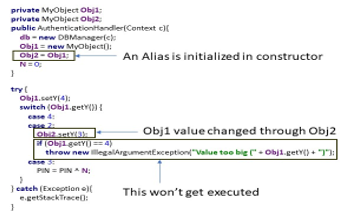 private MyObject Obj1;
private MyObject Obj2;
public AuthenticationHandler(Context c){
db = new DBManager(c);
Obj1 = new MyObject();
Obj2 = Obj1;
An Alias is initialized in constructor
N = 0;
}
try {
Obj1.setY(4);
switch (Obj1.getY()) {
case 4:
case 2:
Obj2.setY(3);
Obj1 value changed through Obj2
if (Obj1.getY() == 4)
throw new IllegalArgumentException("Value too big (" + Obj1.getY() + ")");
case 3:
PIN = PIN ^ N;
This won't get executed
}
} catch (Exception e){
e.getStackTrace();
}